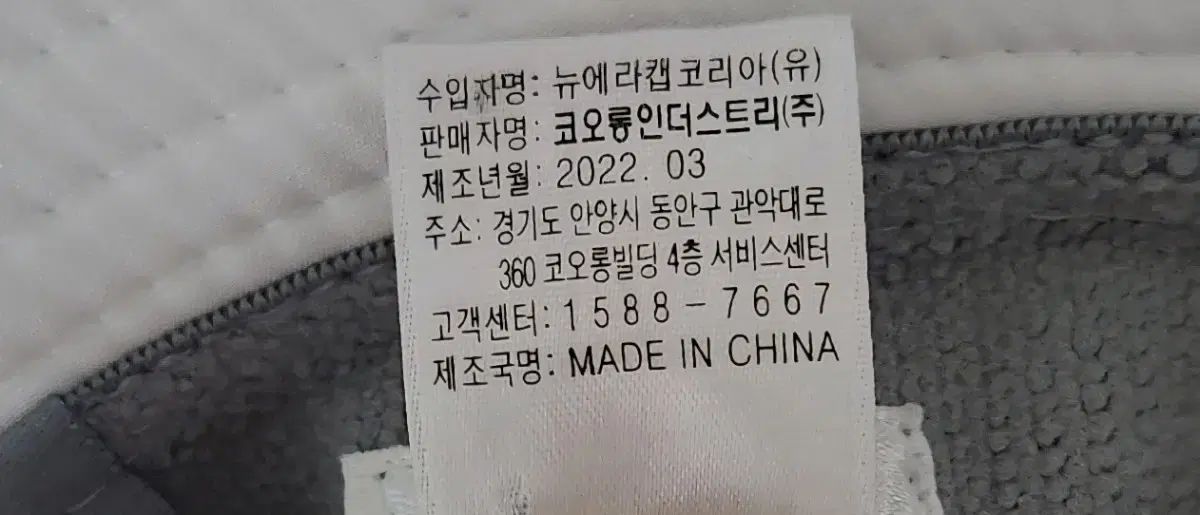 수입자명: 뉴에라캡코리아(유)
판매자명: 코오롱인더스트리(주)
제조년월: 2022. 03
주소: 경기도 안양시 동안구 관악대로
360 코오롱빌딩 4층 서비스센터
고객센터: 1588-7667
제조국명: MADE IN CHINA